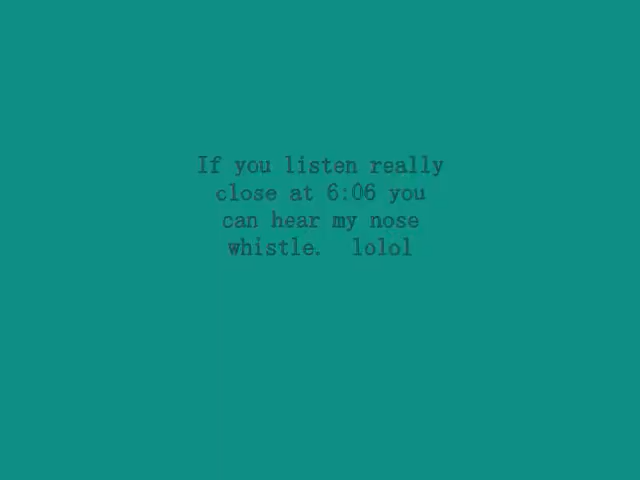 If you listen really
close at 6:06 you
can hear my nose
whistle.  lolol